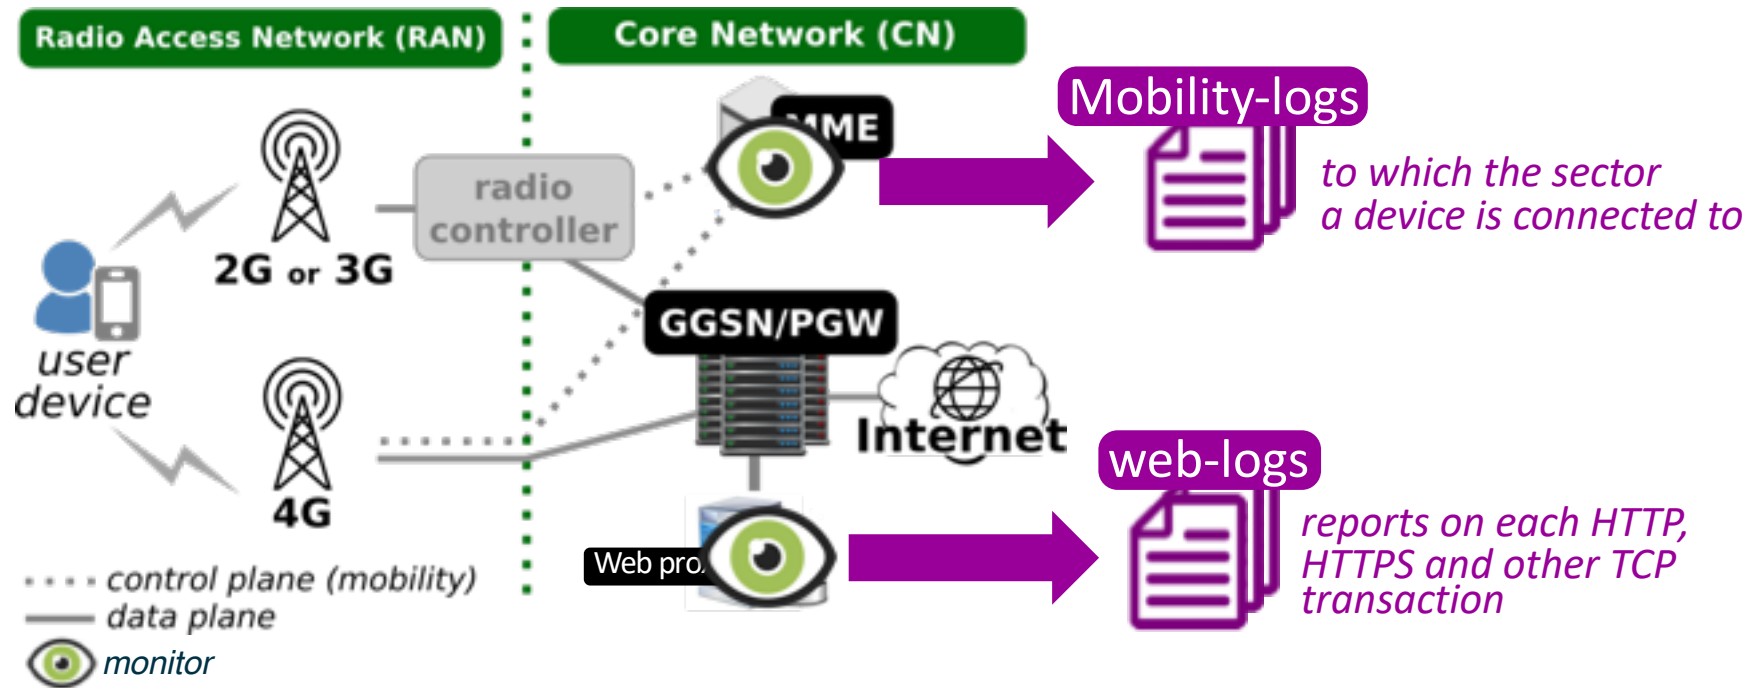 Radio Access Network (RAN)
Core Network (CN)
Mobility-logs
MME
to which the sector
a device is connected to
radio
controller
2G or 3G
GGSN/PGW
user
device
Internet
4G
web-logs
reports on each HTTP,
HTTPS and other TCP
transaction
Web pro
control plane (mobility)
data plane
monitor